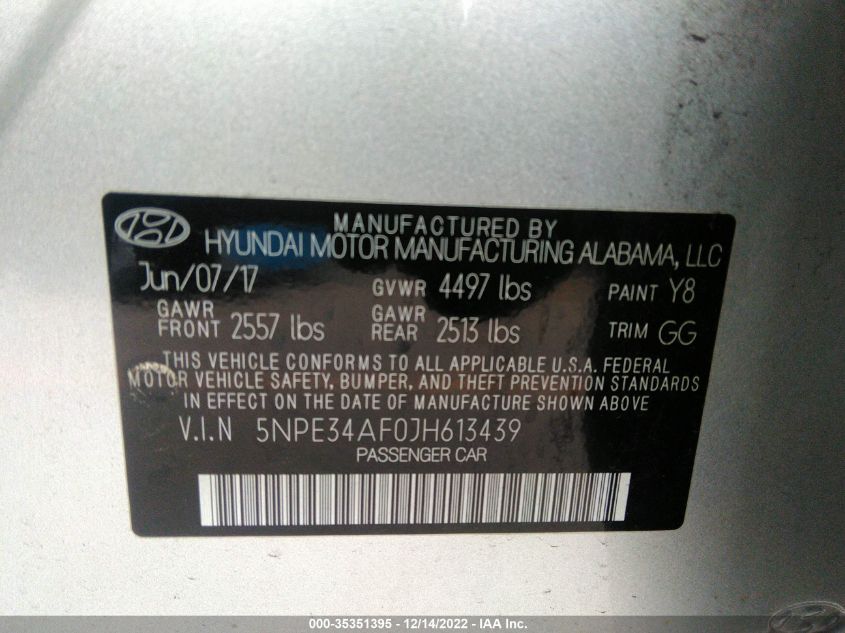 MANUFACTURED BY
HYUNDAI MOTOR MANUFACTURING ALABAMA, LLC
Jun/07/17 GVWR 4497 lbs PAINT Y8
GAWR FRONT 2557 lbs GAWR REAR 2513 lbs TRIM GG
THIS VEHICLE CONFORMS TO ALL APPLICABLE U.S.A. FEDERAL
MOTOR VEHICLE SAFETY, BUMPER, AND THEFT PREVENTION STANDARDS
IN EFFECT ON THE DATE OF MANUFACTURE SHOWN ABOVE
V.I.N 5NPE34AF0JH613439
PASSENGER CAR
000-35351395 - 12/14/2022 - IAA Inc.